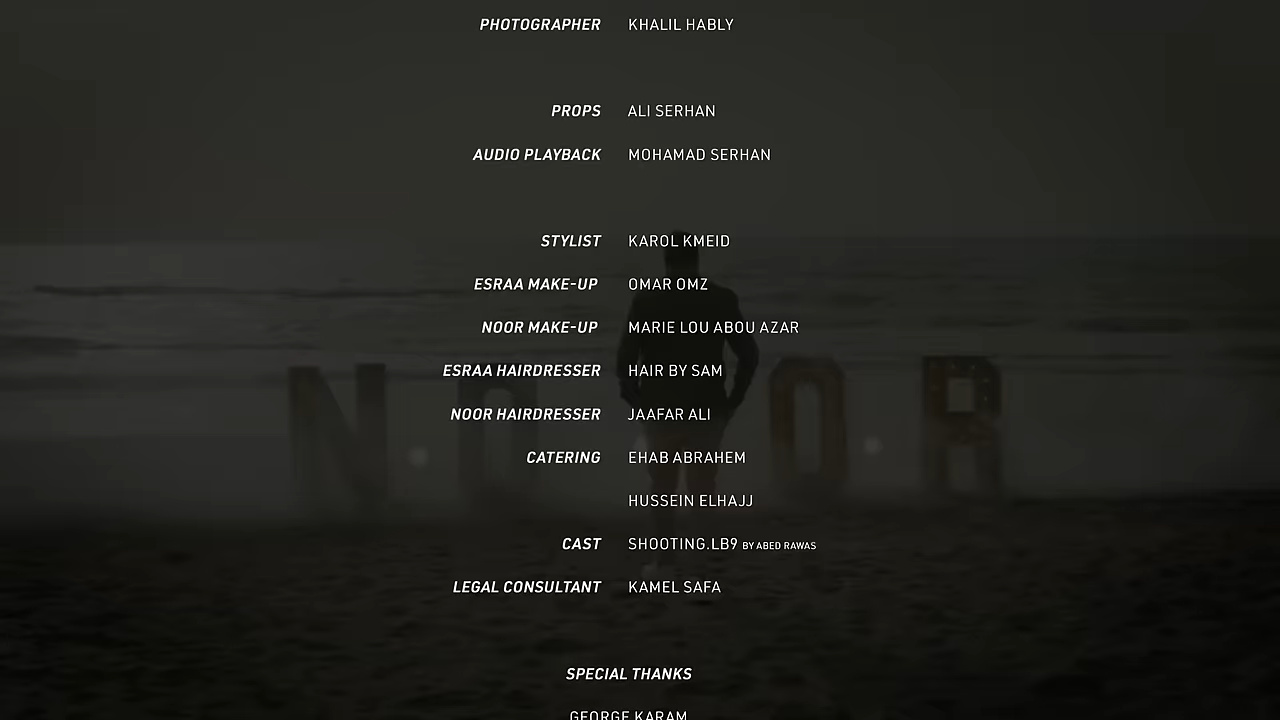 PHOTOGRAPHER KHALIL HABLY
PROPS ALI SERHAN
AUDIO PLAYBACK MOHAMAD SERHAN
STYLIST KAROL KMEID
ESRAA MAKE-UP OMAR OMZ
NOOR MAKE-UP MARIE LOU ABOU AZAR
ESRAA HAIRDRESSER HAIR BY SAM
NOOR HAIRDRESSER JAAFAR ALI
N O O R
CATERING EHAB ABRAHEM
HUSSEIN ELHAJJ
CAST SHOOTING.LB9 BY ABED RAWAS
LEGAL CONSULTANT KAMEL SAFA
SPECIAL THANKS
GEORGE KARAM